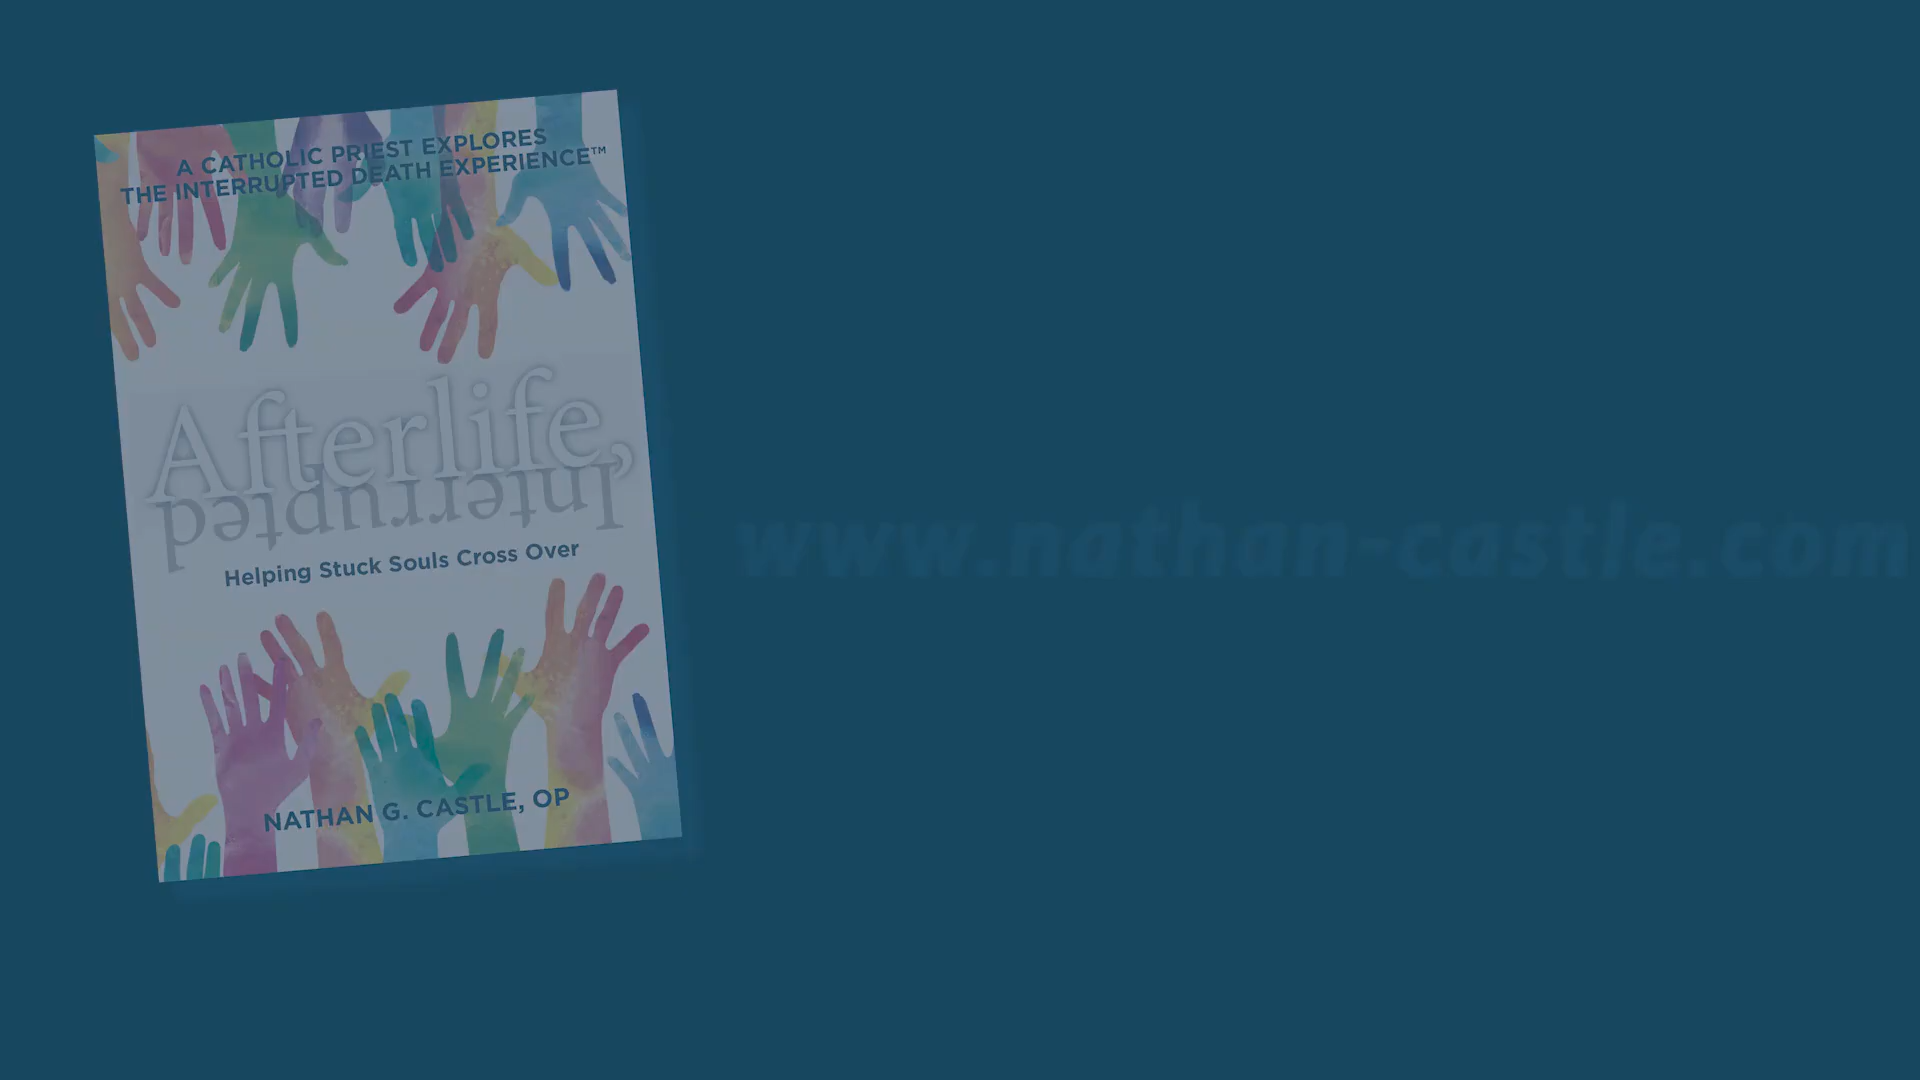 A CATHOLIC PRIEST EXPLORES
THE INTERRUPTED DEATH EXPERIENCE™
Afterlife,
Interrupted
Helping Stuck Souls Cross Over
NATHAN G. CASTLE, OP
www.nathan-castle.com